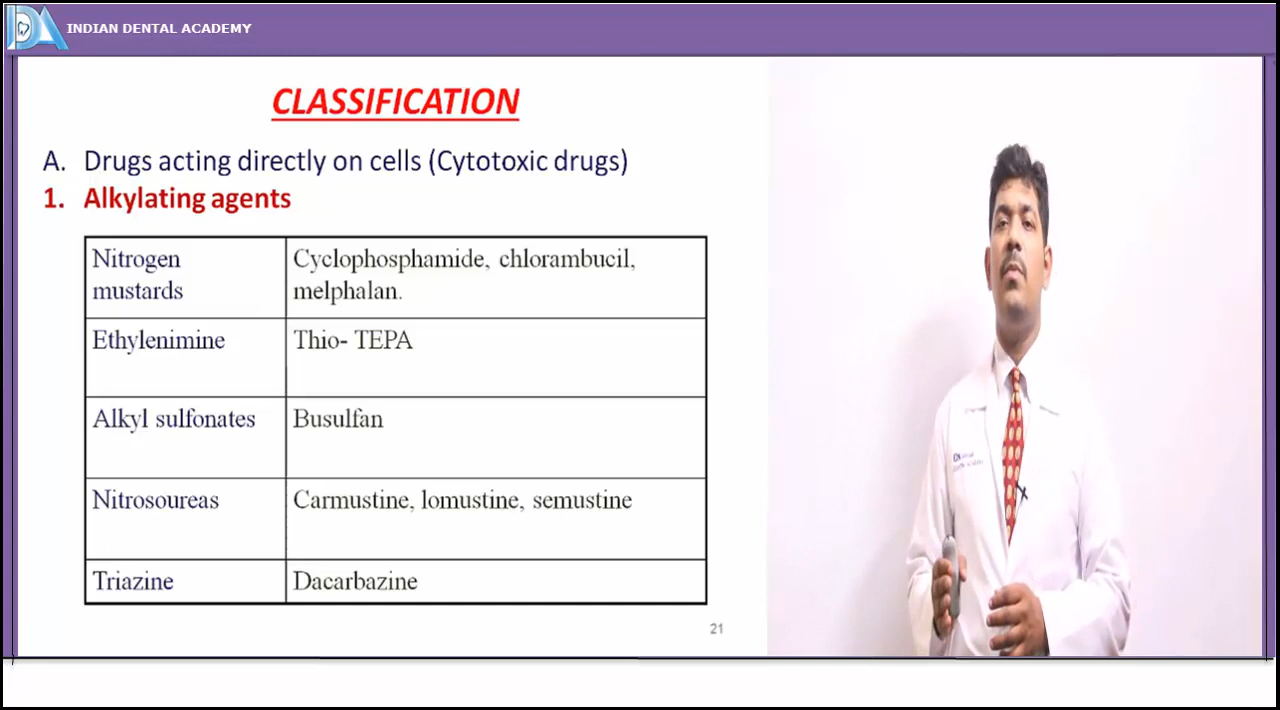 INDIAN DENTAL ACADEMY
CLASSIFICATION
A. Drugs acting directly on cells (Cytotoxic drugs)
1. Alkylating agents
Nitrogen mustards
Cyclophosphamide, chlorambucil,
melphalan.
Ethylenimine
Thio- TEPA
Alkyl sulfonates
Busulfan
Nitrosoureas
Carmustine, lomustine, semustine
Triazine
Dacarbazine
21